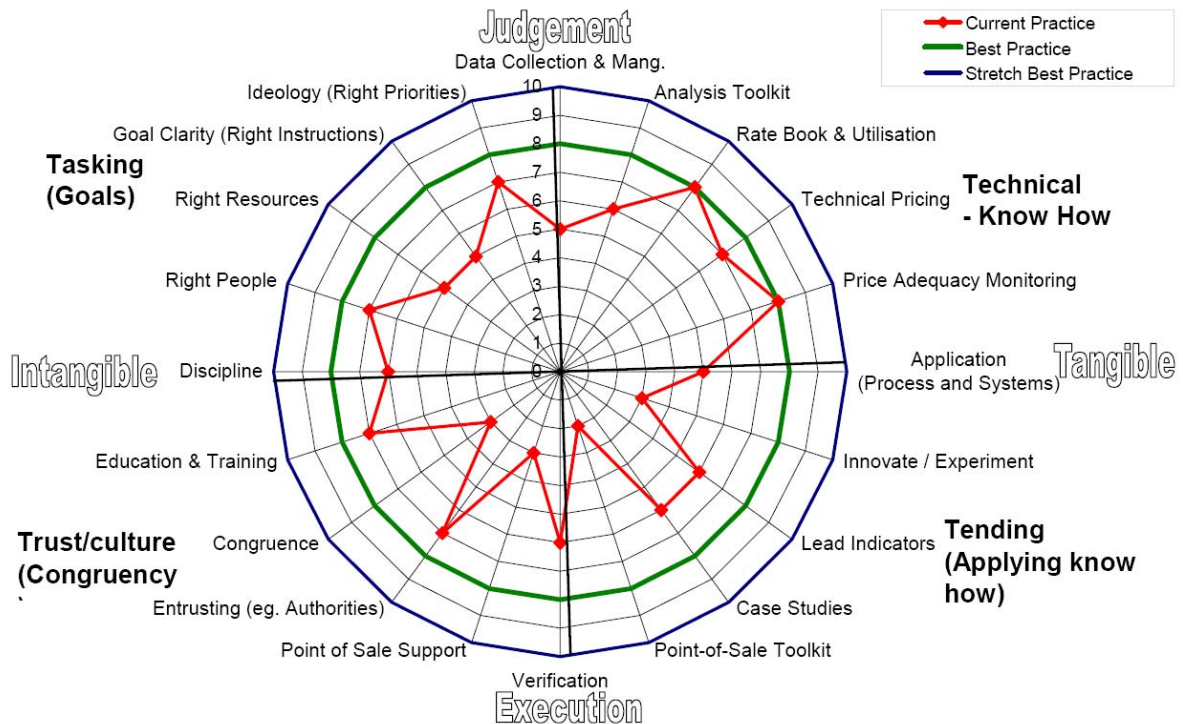 Judgement
Current Practice
Best Practice
Stretch Best Practice
Data Collection & Mang.
Ideology (Right Priorities)
Analysis Toolkit
Goal Clarity (Right Instructions)
Rate Book & Utilisation
Tasking
(Goals)
Right Resources
Technical Pricing
Technical
- Know How
Right People
Price Adequacy Monitoring
10
9
8
7
6
5
4
3
2
1
0
Intangible
Discipline
Application
(Process and Systems)
Tangible
Education & Training
Innovate / Experiment
Trust/culture
(Congruency
Congruence
Lead Indicators
Tending
(Applying know
how)
Entrusting (eg. Authorities)
Case Studies
Point of Sale Support
Point-of-Sale Toolkit
Verification
Execution